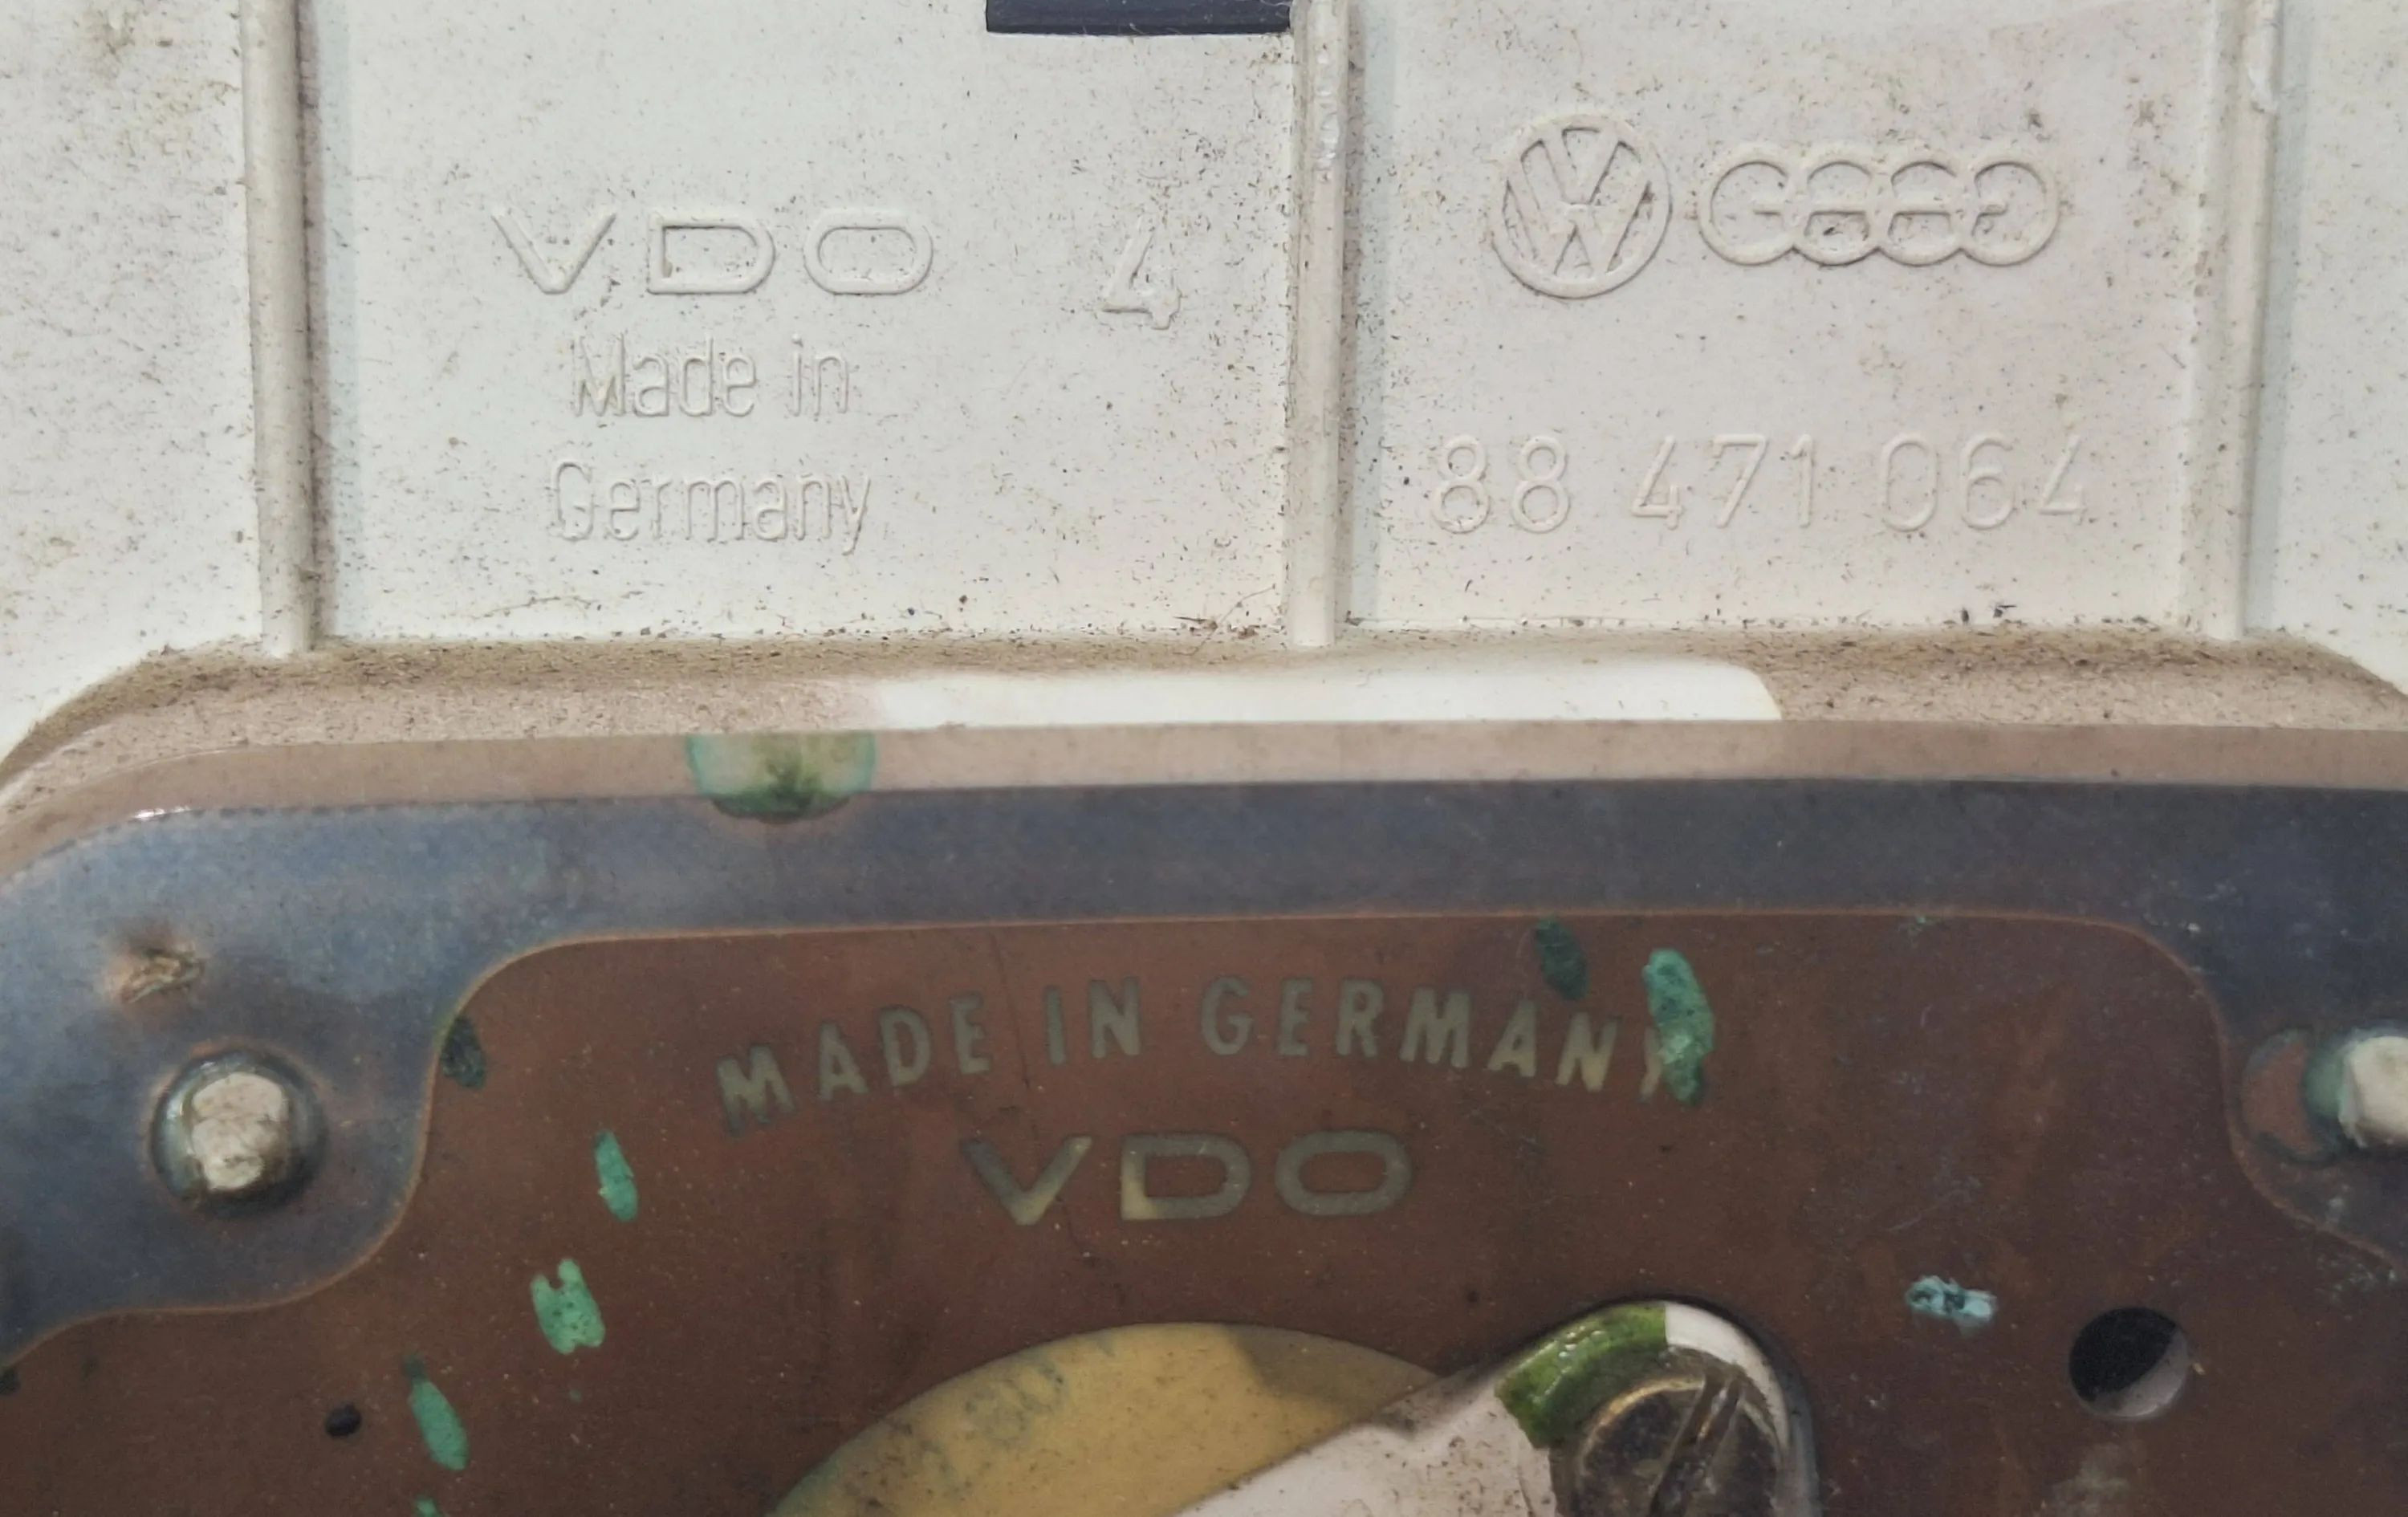 VDO 4
Made in
Germany
88 471 064
MADE IN GERMANY
VDO